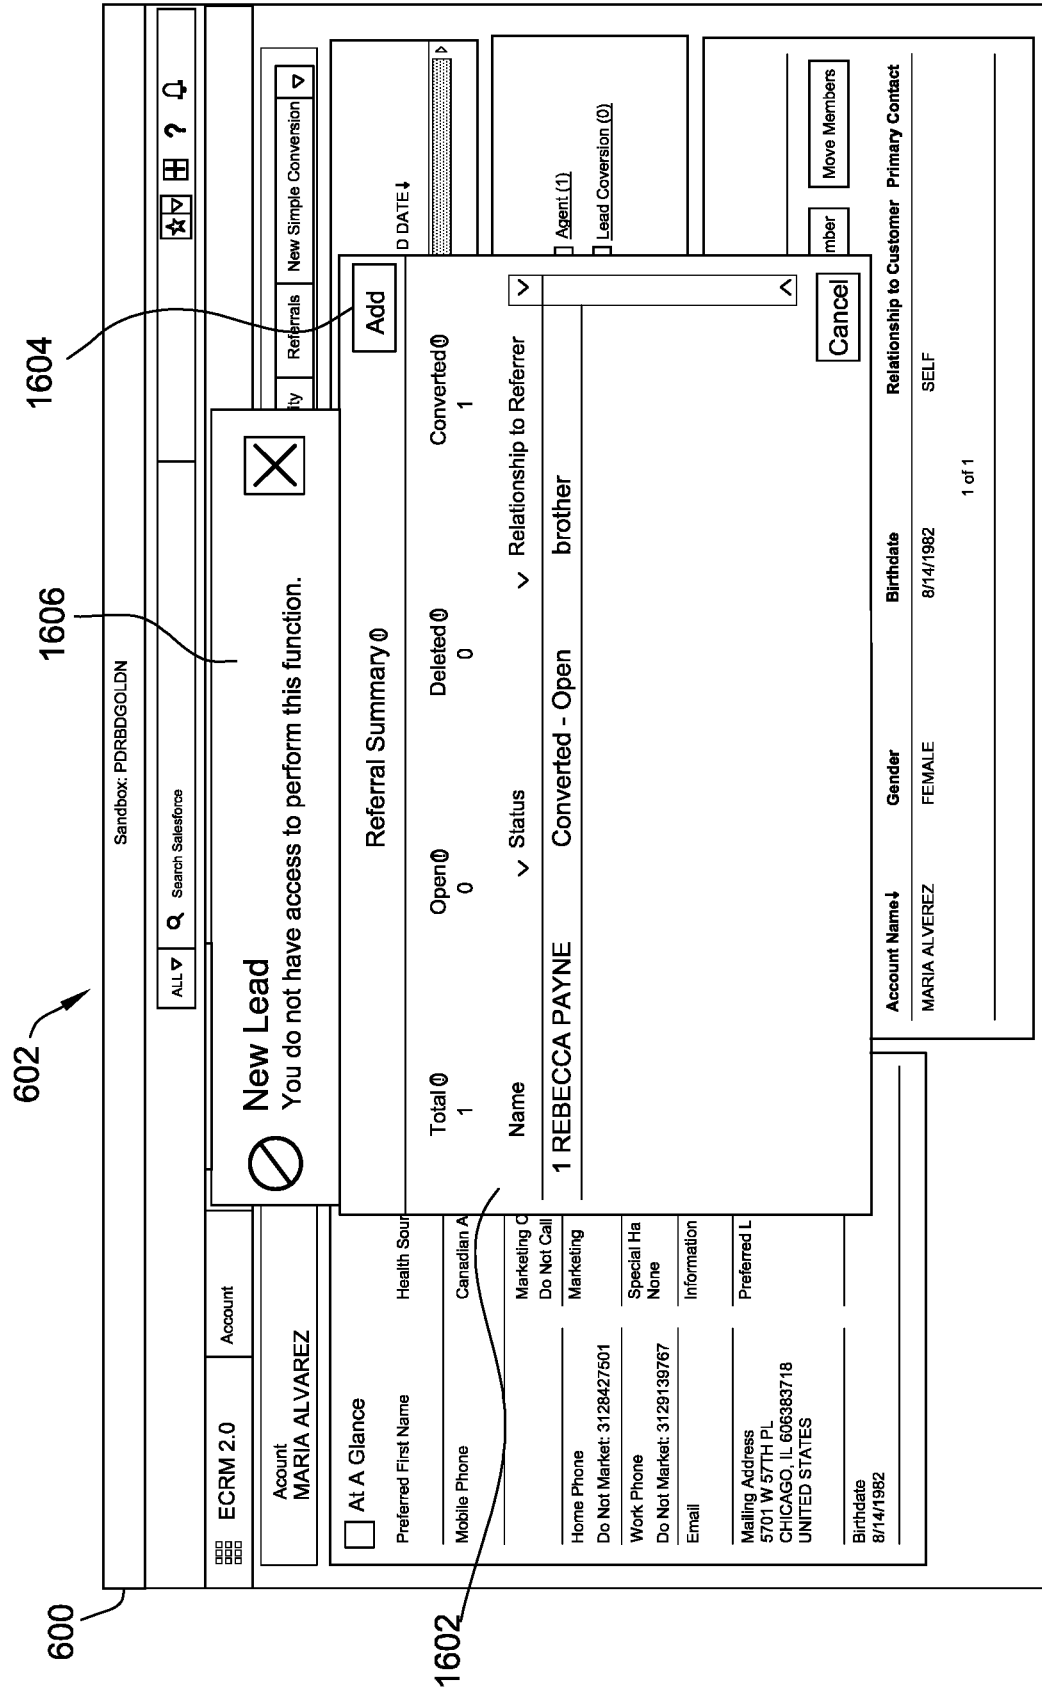 602
600
1606
1604
1602
Sandbox: PDRBDGOLDN
ALL Search Salesforce
?
ECRM 2.0 Account
Acount
MARIA ALVAREZ
ity Referrals New Simple Conversion
New Lead
You do not have access to perform this function.
At A Glance
Preferred First Name Health Sour
Mobile Phone Canadian A
Marketing C
Do Not Call
Home Phone Marketing
Do Not Market: 3128427501
Work Phone Special Ha
None
Do Not Market: 3129139767
Email Information
Mailing Address Preferred L
5701 W 57TH PL
CHICAGO, IL 606383718
UNITED STATES
Birthdate
8/14/1982
Referral Summary
Add
Total Open Deleted Converted
1 0 0 1
Name Status Relationship to Referrer
1 REBECCA PAYNE Converted - Open brother
Cancel
D DATE
Agent (1)
Lead Coversion (0)
mber Move Members
Account Name Gender Birthdate Relationship to Customer Primary Contact
MARIA ALVEREZ FEMALE 8/14/1982 SELF
1 of 1